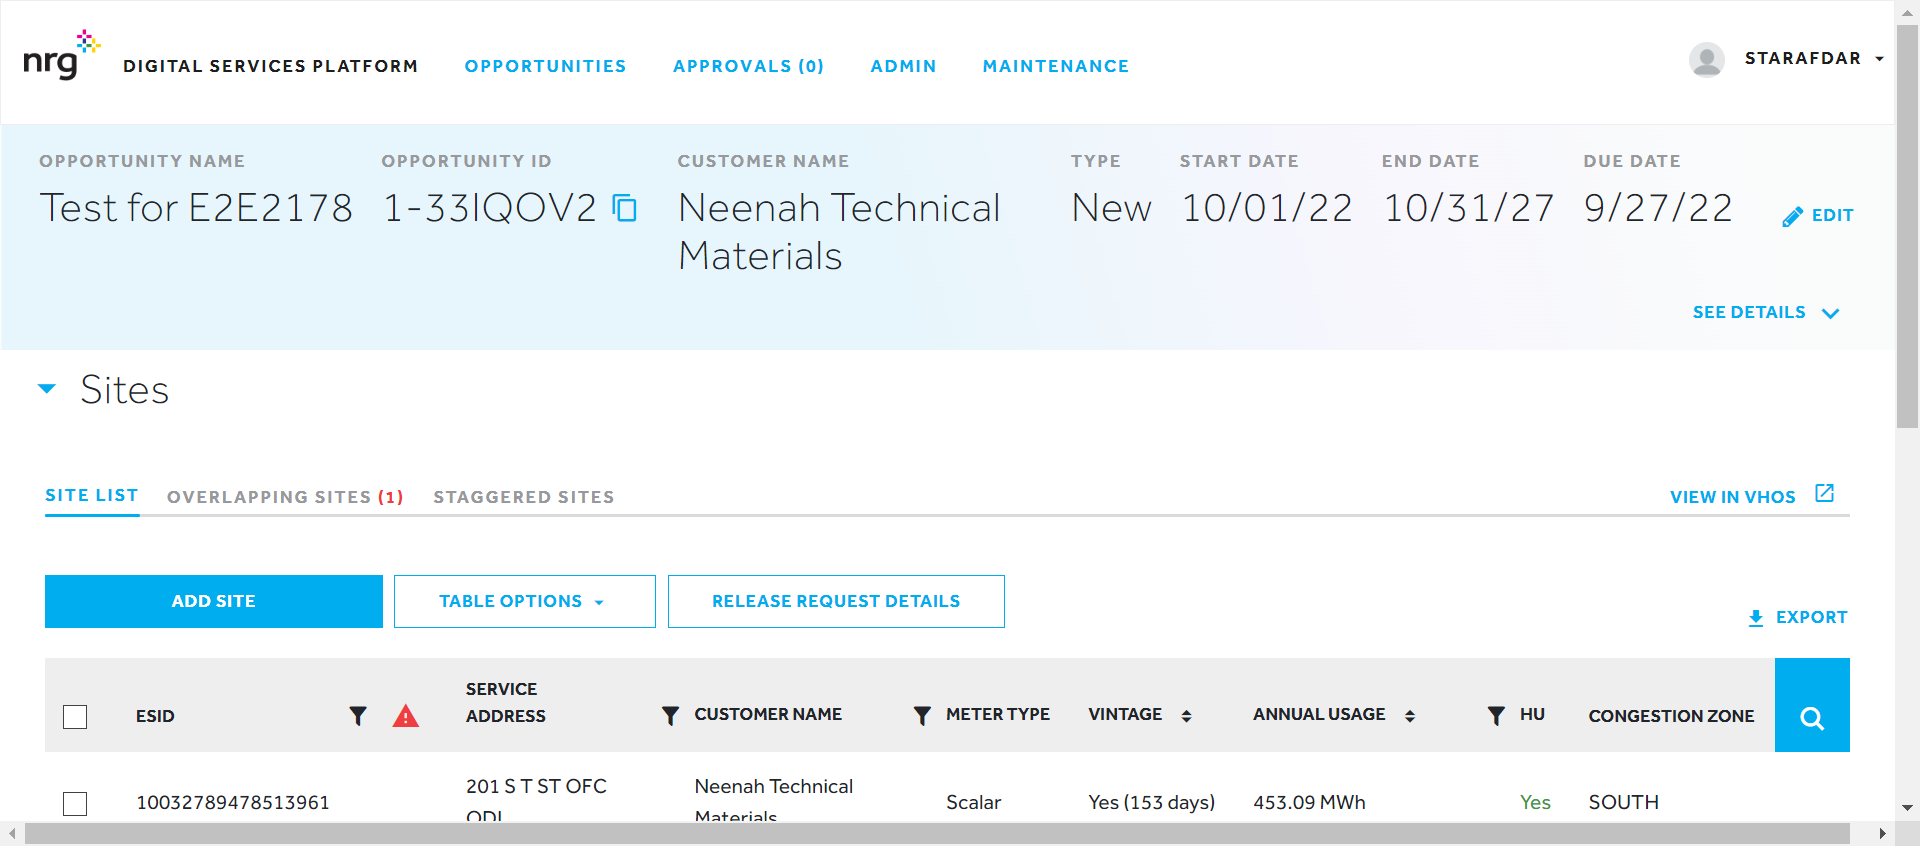 nrg
DIGITAL SERVICES PLATFORM OPPORTUNITIES APPROVALS (0) ADMIN MAINTENANCE STARAFDAR
OPPORTUNITY NAME OPPORTUNITY ID CUSTOMER NAME TYPE START DATE END DATE DUE DATE
Test for E2E2178 1-33IQOV2 Neenah Technical New 10/01/22 10/31/27 9/27/22 EDIT
Materials
SEE DETAILS
Sites
SITE LIST OVERLAPPING SITES (1) STAGGERED SITES VIEW IN VHOS
ADD SITE TABLE OPTIONS RELEASE REQUEST DETAILS
EXPORT
ESID SERVICE ADDRESS CUSTOMER NAME METER TYPE VINTAGE ANNUAL USAGE HU CONGESTION ZONE
201 S T ST OFC Neenah Technical
10032789478513961 Scalar Yes (153 days) 453.09 MWh Yes SOUTH
Materials